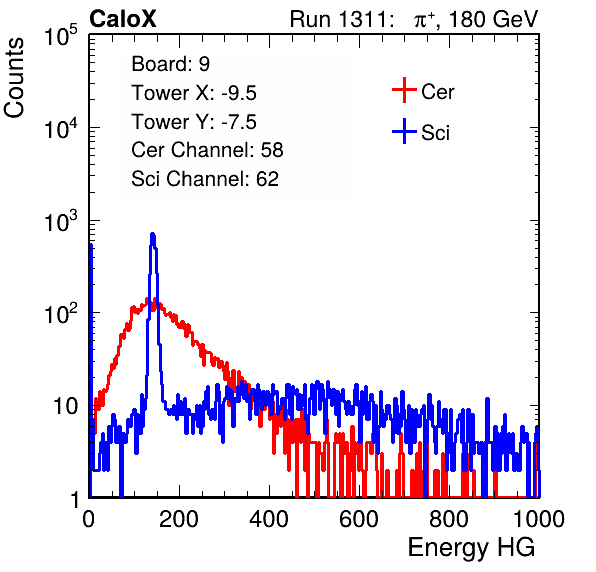 CaloX Run 1311: π⁺, 180 GeV
Counts
10⁵
10⁴
10³
10²
10
1
Board: 9
Tower X: -9.5
Tower Y: -7.5
Cer Channel: 58
Sci Channel: 62
Cer
Sci
0 200 400 600 800 1000
Energy HG